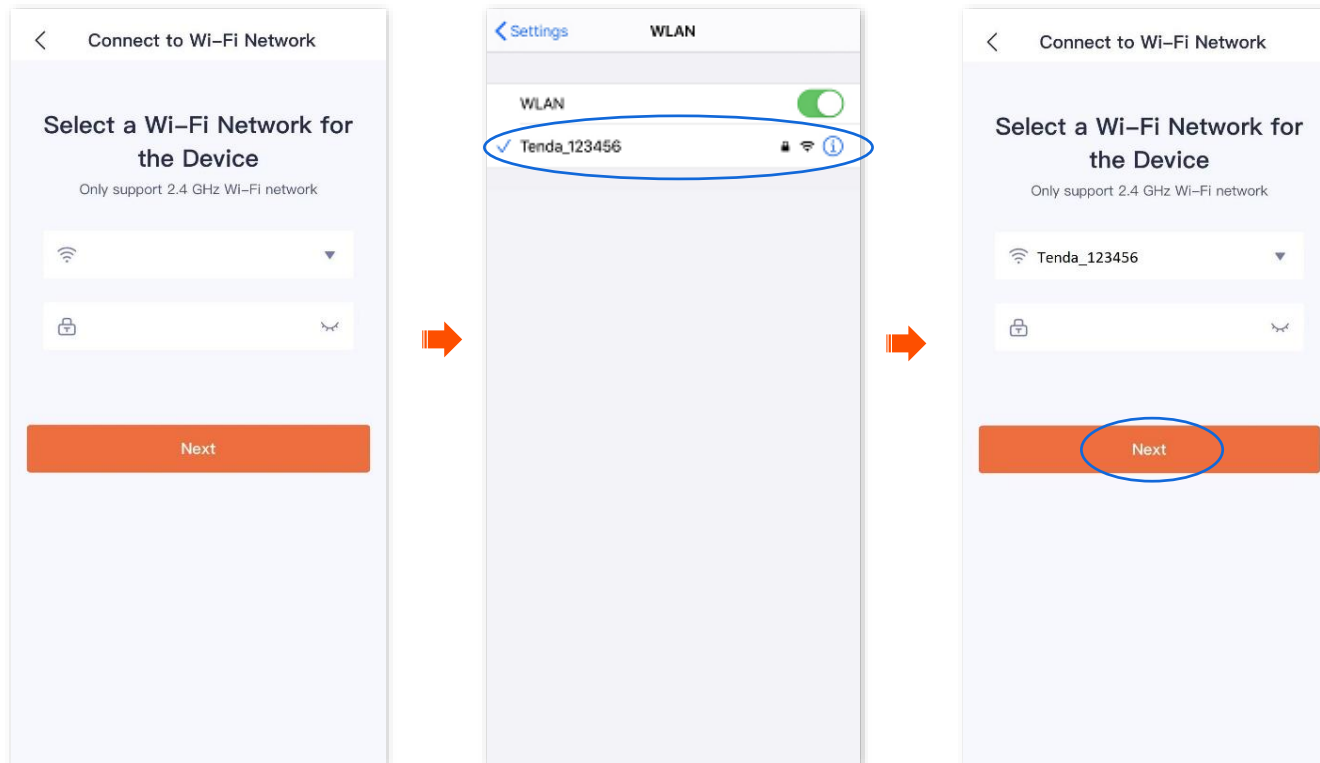 Connect to Wi-Fi Network
Select a Wi-Fi Network for
the Device
Only support 2.4 GHz Wi-Fi network
Next
Settings
WLAN
WLAN
Tenda_123456
Connect to Wi-Fi Network
Select a Wi-Fi Network for
the Device
Only support 2.4 GHz Wi-Fi network
Tenda_123456
Next